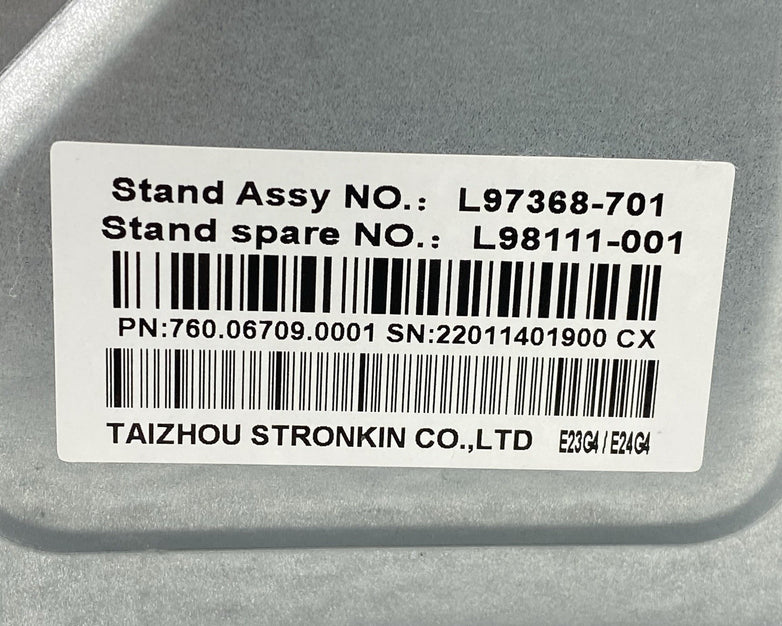 Stand Assy NO.: L97368-701
Stand spare NO.: L98111-001
PN:760.06709.0001 SN:22011401900 CX
TAIZHOU STRONKIN CO.,LTD E23G4/E24G4